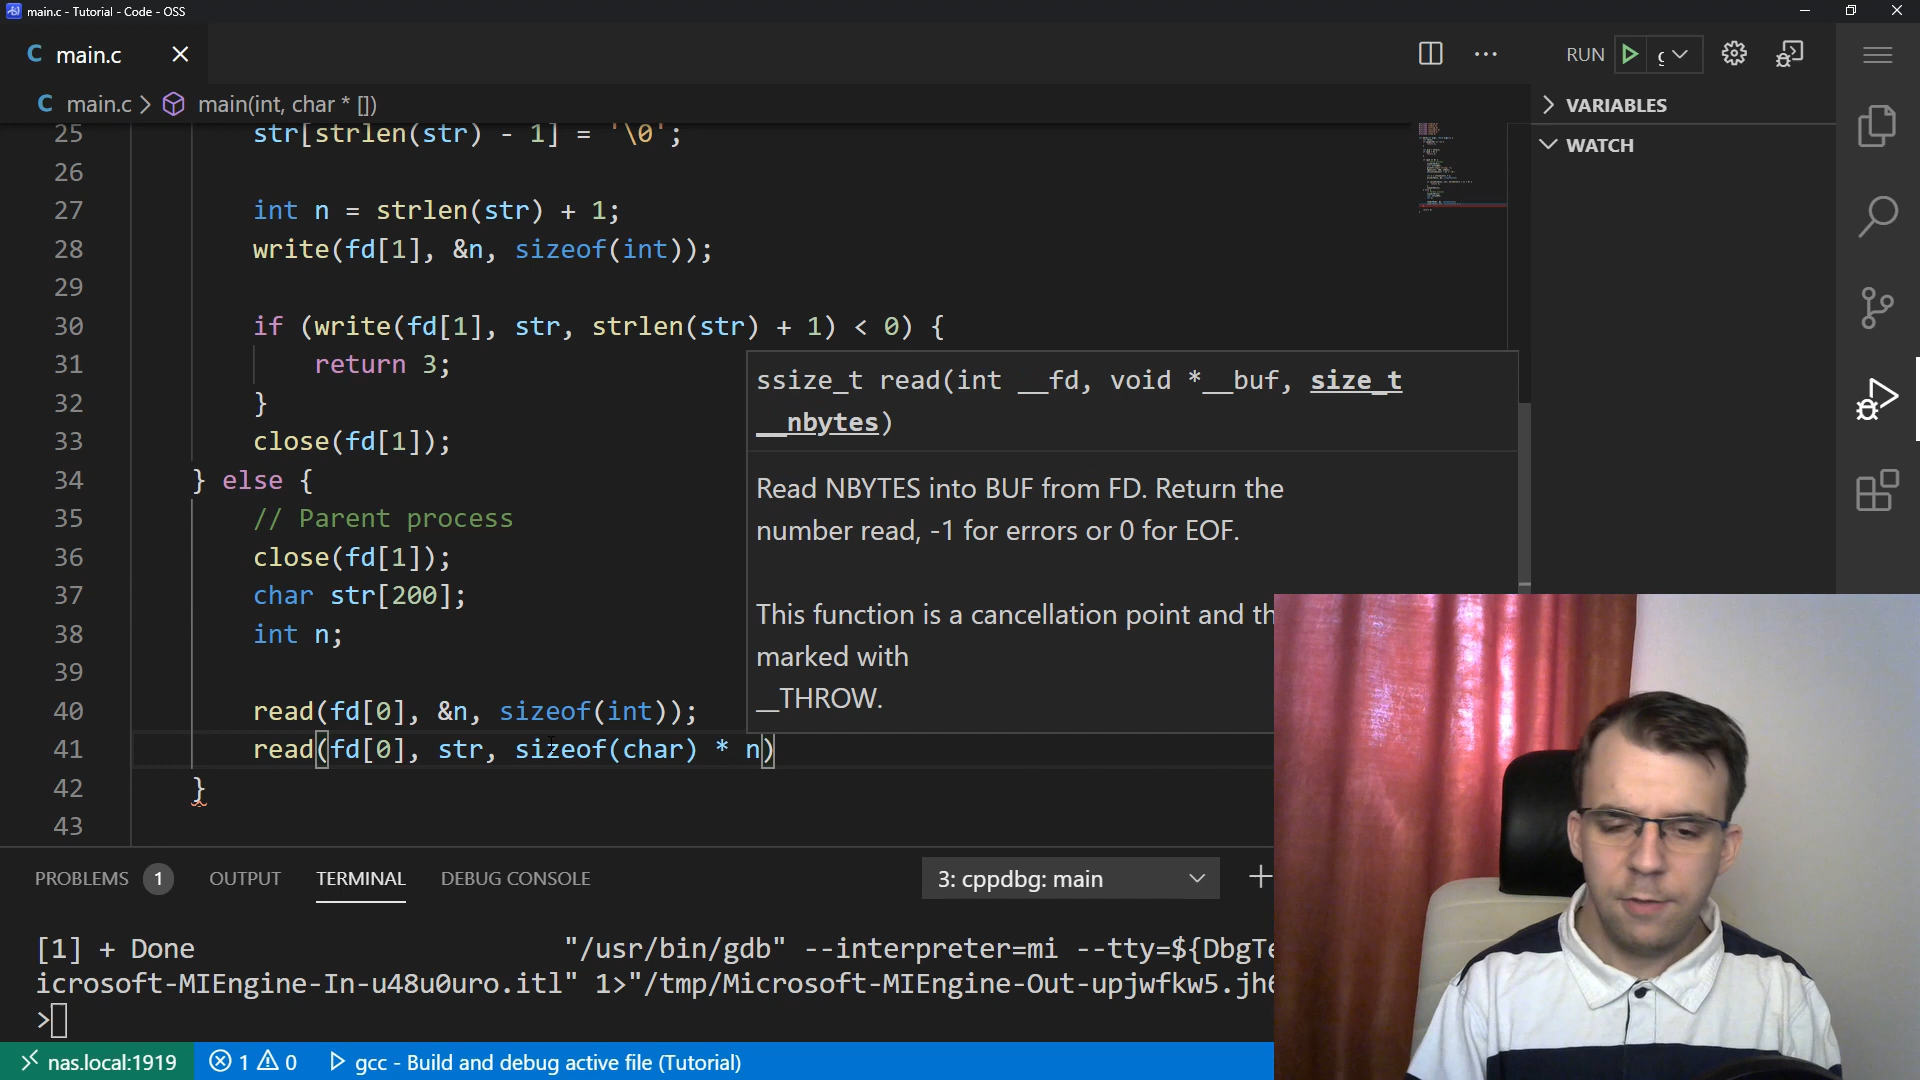 main.c - Tutorial - Code - OSS
C main.c
RUN
C main.c > main(int, char * [])
VARIABLES
WATCH
25 str[strlen(str) - 1] = '\0';
26
27 int n = strlen(str) + 1;
28 write(fd[1], &n, sizeof(int));
29
30 if (write(fd[1], str, strlen(str) + 1) < 0) {
31 return 3;
32 }
33 close(fd[1]);
34 } else {
35 // Parent process
36 close(fd[1]);
37 char str[200];
38 int n;
39
40 read(fd[0], &n, sizeof(int));
41 read(fd[0], str, sizeof(char) * n)
42 }
43
ssize_t read(int __fd, void *__buf, size_t
__nbytes)
Read NBYTES into BUF from FD. Return the
number read, -1 for errors or 0 for EOF.
This function is a cancellation point and th
marked with
__THROW.
PROBLEMS 1 OUTPUT TERMINAL DEBUG CONSOLE
3: cppdbg: main
[1] + Done "/usr/bin/gdb" --interpreter=mi --tty=${DbgTe
icrosoft-MIEngine-In-u48u0uro.itl" 1>"/tmp/Microsoft-MIEngine-Out-upjwfkw5.jh
>
nas.local:1919 1 0 gcc - Build and debug active file (Tutorial)